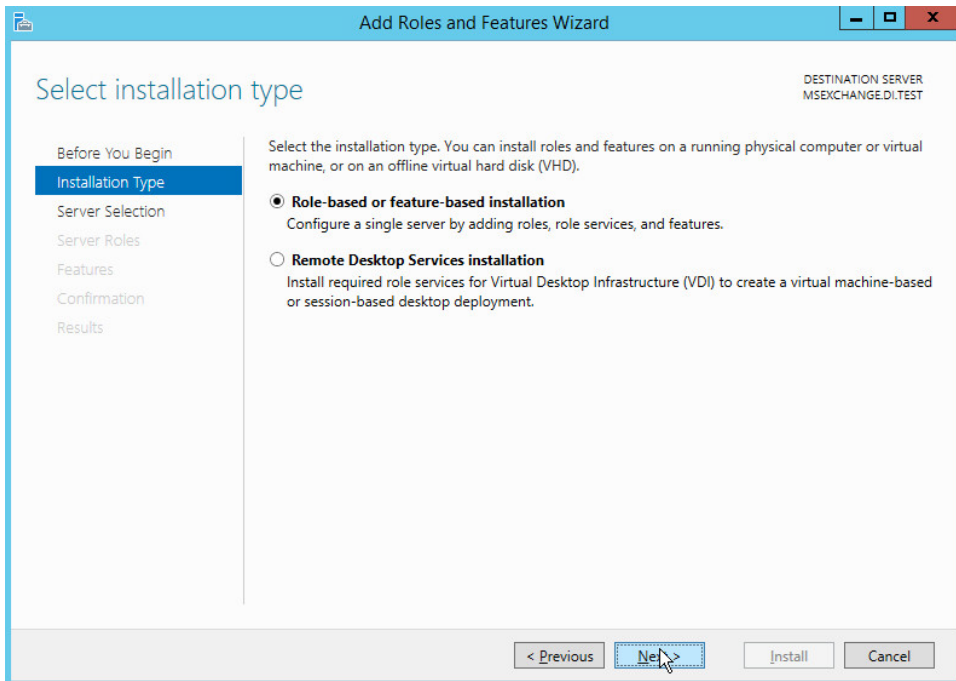 Add Roles and Features Wizard
Select installation type
DESTINATION SERVER
MSEXCHANGE.DI.TEST
Before You Begin
Installation Type
Server Selection
Server Roles
Features
Confirmation
Results
Select the installation type. You can install roles and features on a running physical computer or virtual
machine, or on an offline virtual hard disk (VHD).
Role-based or feature-based installation
Configure a single server by adding roles, role services, and features.
Remote Desktop Services installation
Install required role services for Virtual Desktop Infrastructure (VDI) to create a virtual machine-based
or session-based desktop deployment.
< Previous
Next >
Install
Cancel